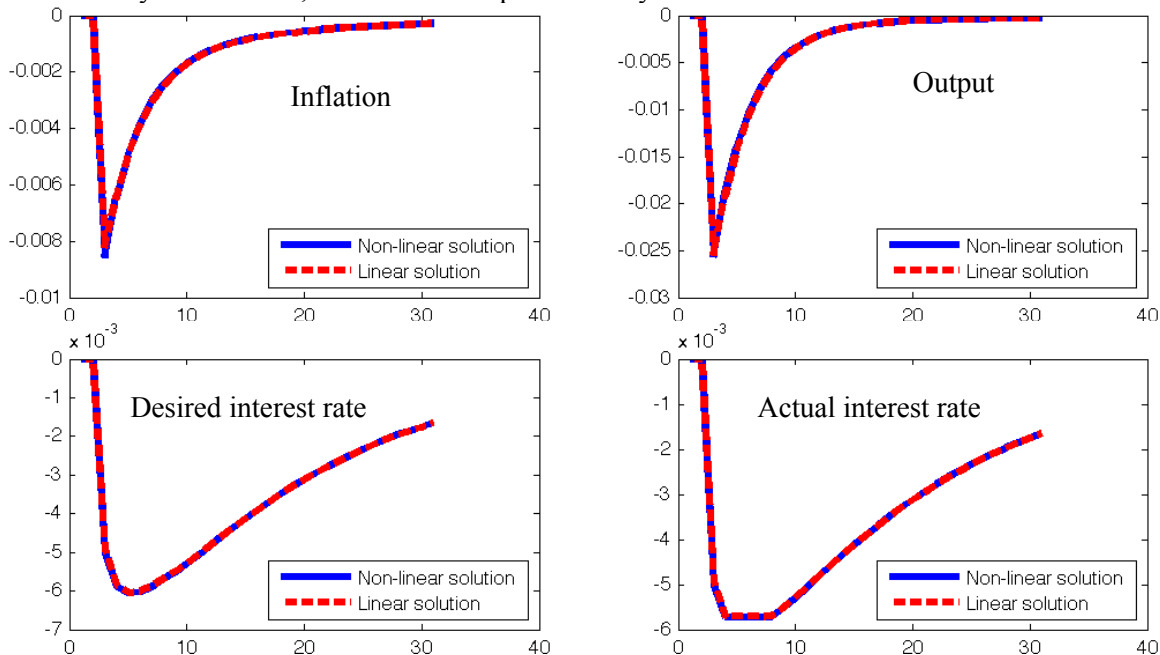 0
-0.002
-0.004
-0.006
-0.008
-0.01
0 10 20 30 40
Inflation
Non-linear solution
Linear solution
0
-0.005
-0.01
-0.015
-0.02
-0.025
-0.03
0 10 20 30 40
Output
Non-linear solution
Linear solution
x 10^-3
0
-1
-2
-3
-4
-5
-6
-7
0 10 20 30 40
Desired interest rate
Non-linear solution
Linear solution
x 10^-3
0
-1
-2
-3
-4
-5
-6
0 10 20 30 40
Actual interest rate
Non-linear solution
Linear solution